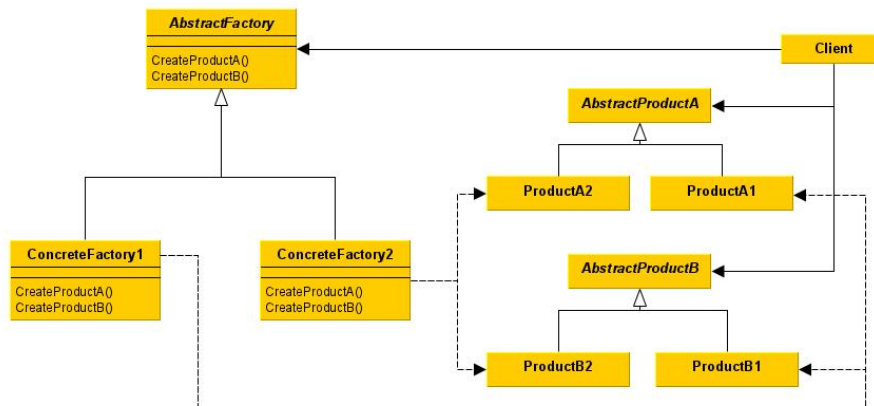 AbstractFactory
CreateProductA()
CreateProductB()
Client
AbstractProductA
ProductA2
ProductA1
ConcreteFactory1
CreateProductA()
CreateProductB()
ConcreteFactory2
CreateProductA()
CreateProductB()
AbstractProductB
ProductB2
ProductB1